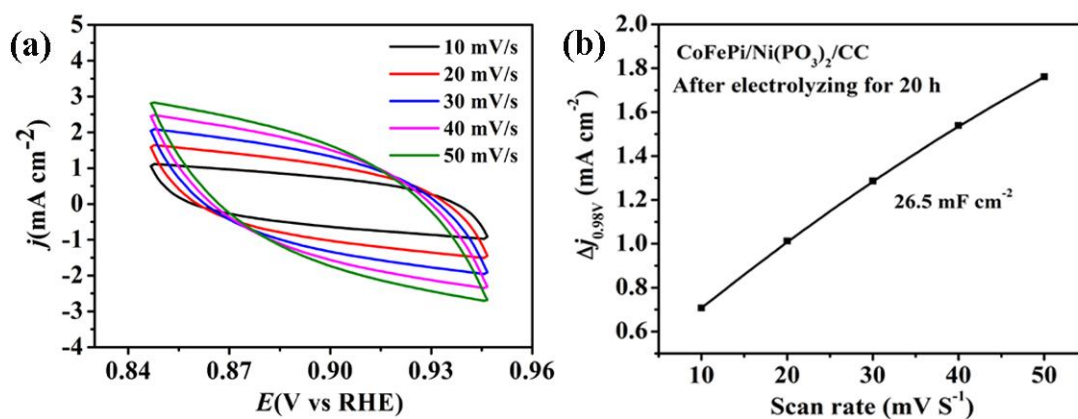 (a)
5
4
3
2
1
0
-1
-2
-3
-4
j(mA cm-2)
10 mV/s
20 mV/s
30 mV/s
40 mV/s
50 mV/s
0.84 0.87 0.90 0.93 0.96
E(V vs RHE)
(b)
2.0
1.8
1.6
1.4
1.2
1.0
0.8
0.6
Δj0.98V (mA cm-2)
CoFePi/Ni(PO3)2/CC
After electrolyzing for 20 h
26.5 mF cm-2
10 20 30 40 50
Scan rate (mV S-1)